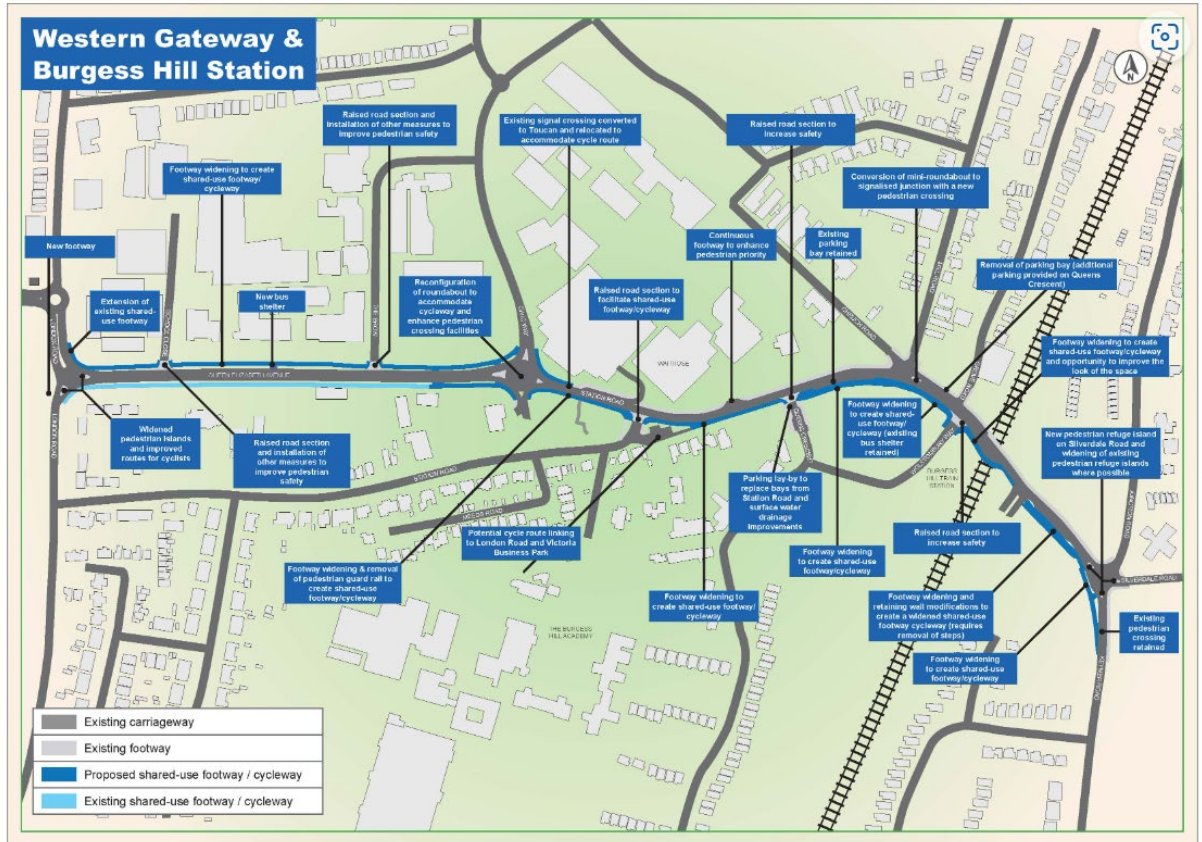 Western Gateway &
Burgess Hill Station
N
Raised road section and
installation of other measures to
improve pedestrian safety
Existing signal crossing converted
to Toucan and relocated to
accommodate cycle route
Raised road section to
increase safety
Footway widening to create
shared-use footway/
cycleway
Conversion of mini-roundabout to
signalised junction with a new
pedestrian crossing
New footway
Continuous
footway to enhance
pedestrian priority
Existing
parking
bay retained
Removal of parking bay (additional
parking provided on Queens
Crescent)
Extension of
existing shared-
use footway
New bus
shelter
Reconfiguration
of roundabout to
accommodate
cycleway and
enhance pedestrian
crossing facilities
Raised road section to
facilitate shared-use
footway/cycleway
Footway widening to create
shared-use footway/cycleway
and opportunity to improve the
look of the space
LONDON ROAD
QUEEN ELIZABETH AVENUE
STATION ROAD
WAITROSE
Widened
pedestrian islands
and improved
routes for cyclists
Raised road section
and installation of
other measures to
improve pedestrian
safety
Footway widening
to create shared-
use footway/
cycleway (existing
bus shelter
retained)
New pedestrian refuge island
on Silverdale Road and
widening of existing
pedestrian refuge islands
where possible
LONDON ROAD
STATION ROAD
BURGESS
HILL TRAIN
STATION
Parking lay-by to
replace bays from
Station Road and
surface water
drainage
improvements
Potential cycle route linking
to London Road and Victoria
Business Park
Raised road section to
increase safety
Footway widening
to create shared-use
footway/cycleway
SILVERDALE ROAD
Footway widening & removal
of pedestrian guard rail to
create shared-use
footway/cycleway
Footway widening to
create shared-use footway/
cycleway
Footway widening and
retaining wall modifications to
create a widened shared-use
footway cycleway (requires
removal of steps)
Existing
pedestrian
crossing
retained
THE BURGESS
HILL ACADEMY
Footway widening
to create shared-use
footway/cycleway
Existing carriageway
Existing footway
Proposed shared-use footway / cycleway
Existing shared-use footway / cycleway